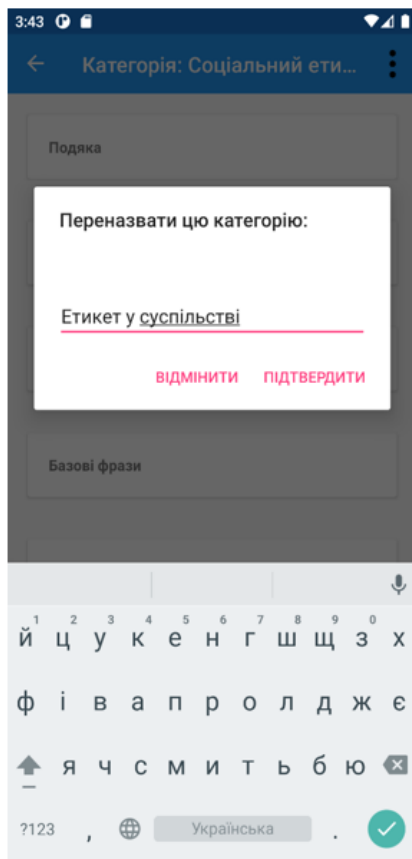 3:43
Категорія: Соціальний ети...
Подяка
Переназвати цю категорію:
Етикет у суспільстві
ВІДМІНИТИ ПІДТВЕРДИТИ
Базові фрази
1 2 3 4 5 6 7 8 9 0
й ц у к е н г ш щ з х
ф і в а п р о л д ж є
я ч с м и т ь б ю
?123 , Українська .